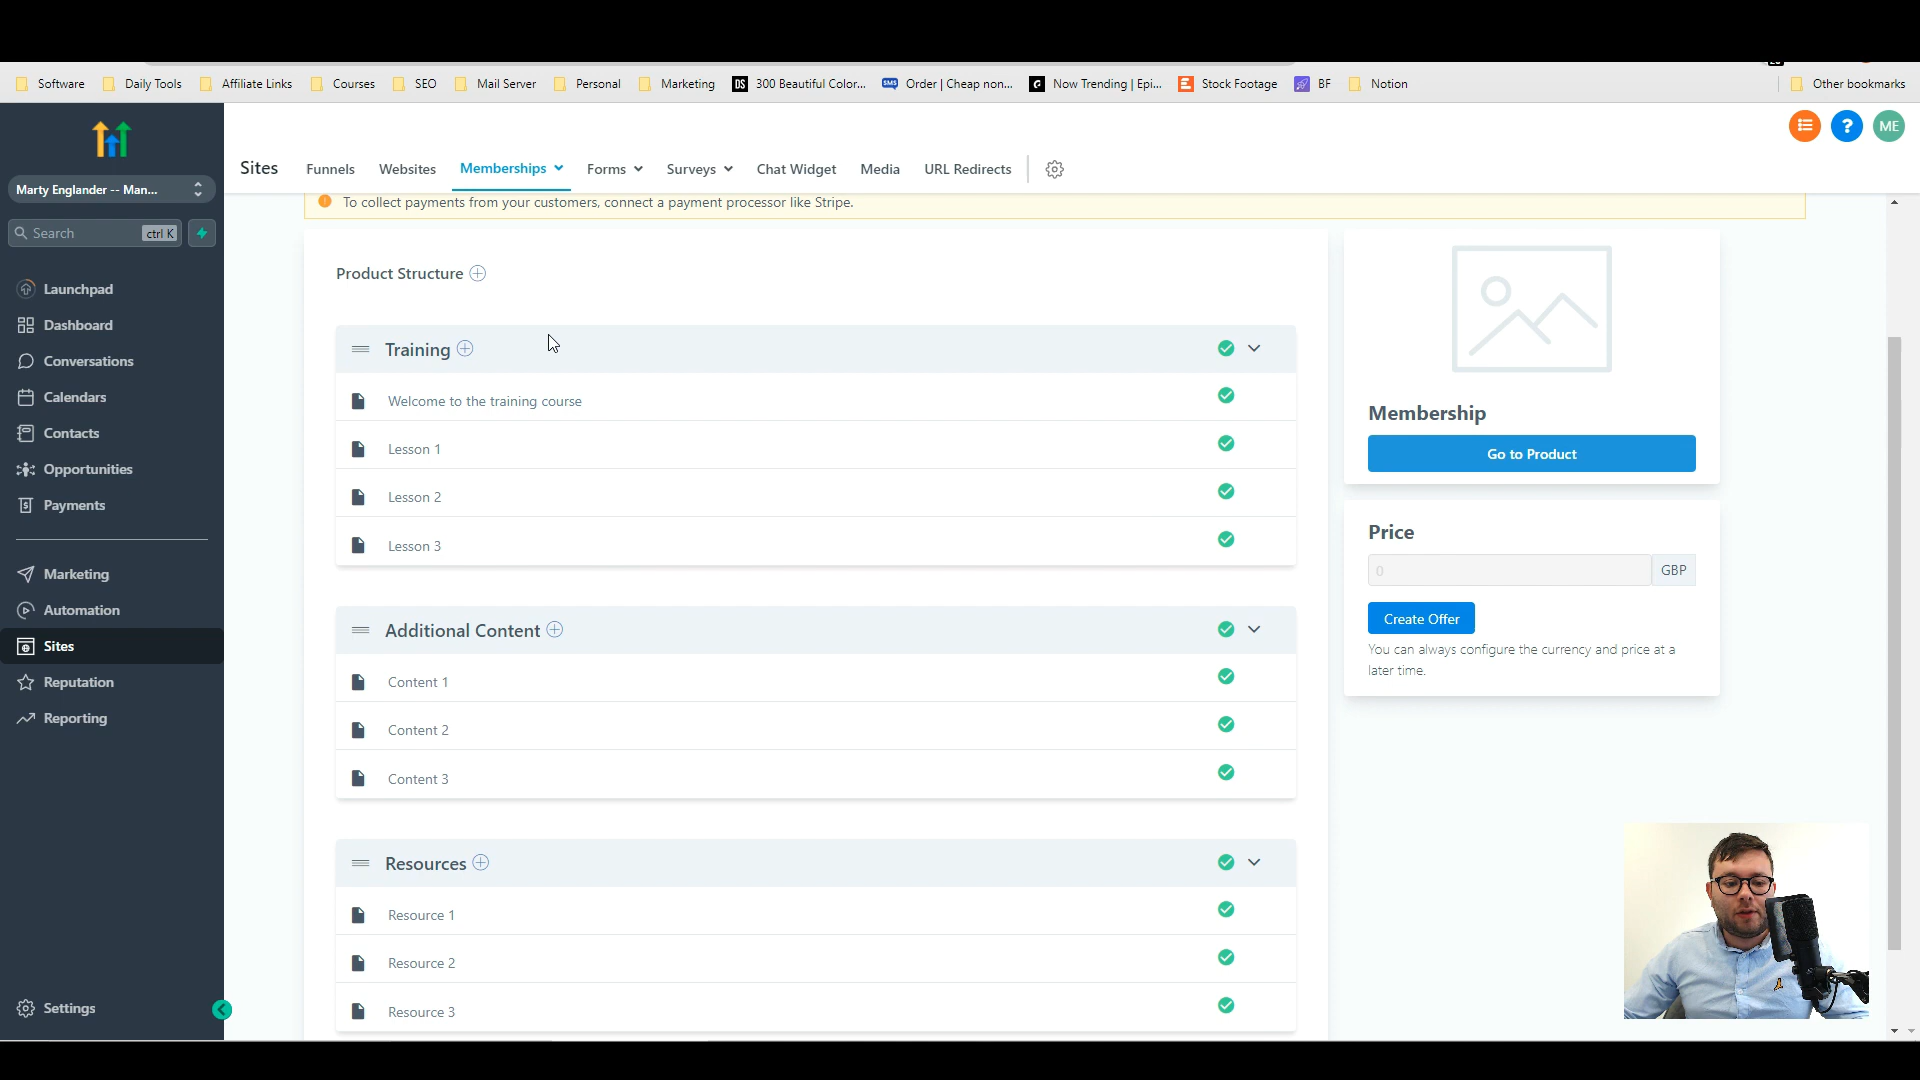 Software
Daily Tools
Affiliate Links
Courses
SEO
Mail Server
Personal
Marketing
DS
300 Beautiful Color...
SMS
Order | Cheap non...
Now Trending | Epi...
Stock Footage
BF
Notion
Other bookmarks
?
ME
Sites
Funnels
Websites
Memberships
Forms
Surveys
Chat Widget
Media
URL Redirects
Marty Englander -- Man...
Search
ctrl K
Launchpad
Dashboard
Conversations
Calendars
Contacts
Opportunities
Payments
Marketing
Automation
Sites
Reputation
Reporting
Settings
To collect payments from your customers, connect a payment processor like Stripe.
Product Structure
Training
Welcome to the training course
Lesson 1
Lesson 2
Lesson 3
Additional Content
Content 1
Content 2
Content 3
Resources
Resource 1
Resource 2
Resource 3
Membership
Go to Product
Price
0
GBP
Create Offer
You can always configure the currency and price at a
later time.